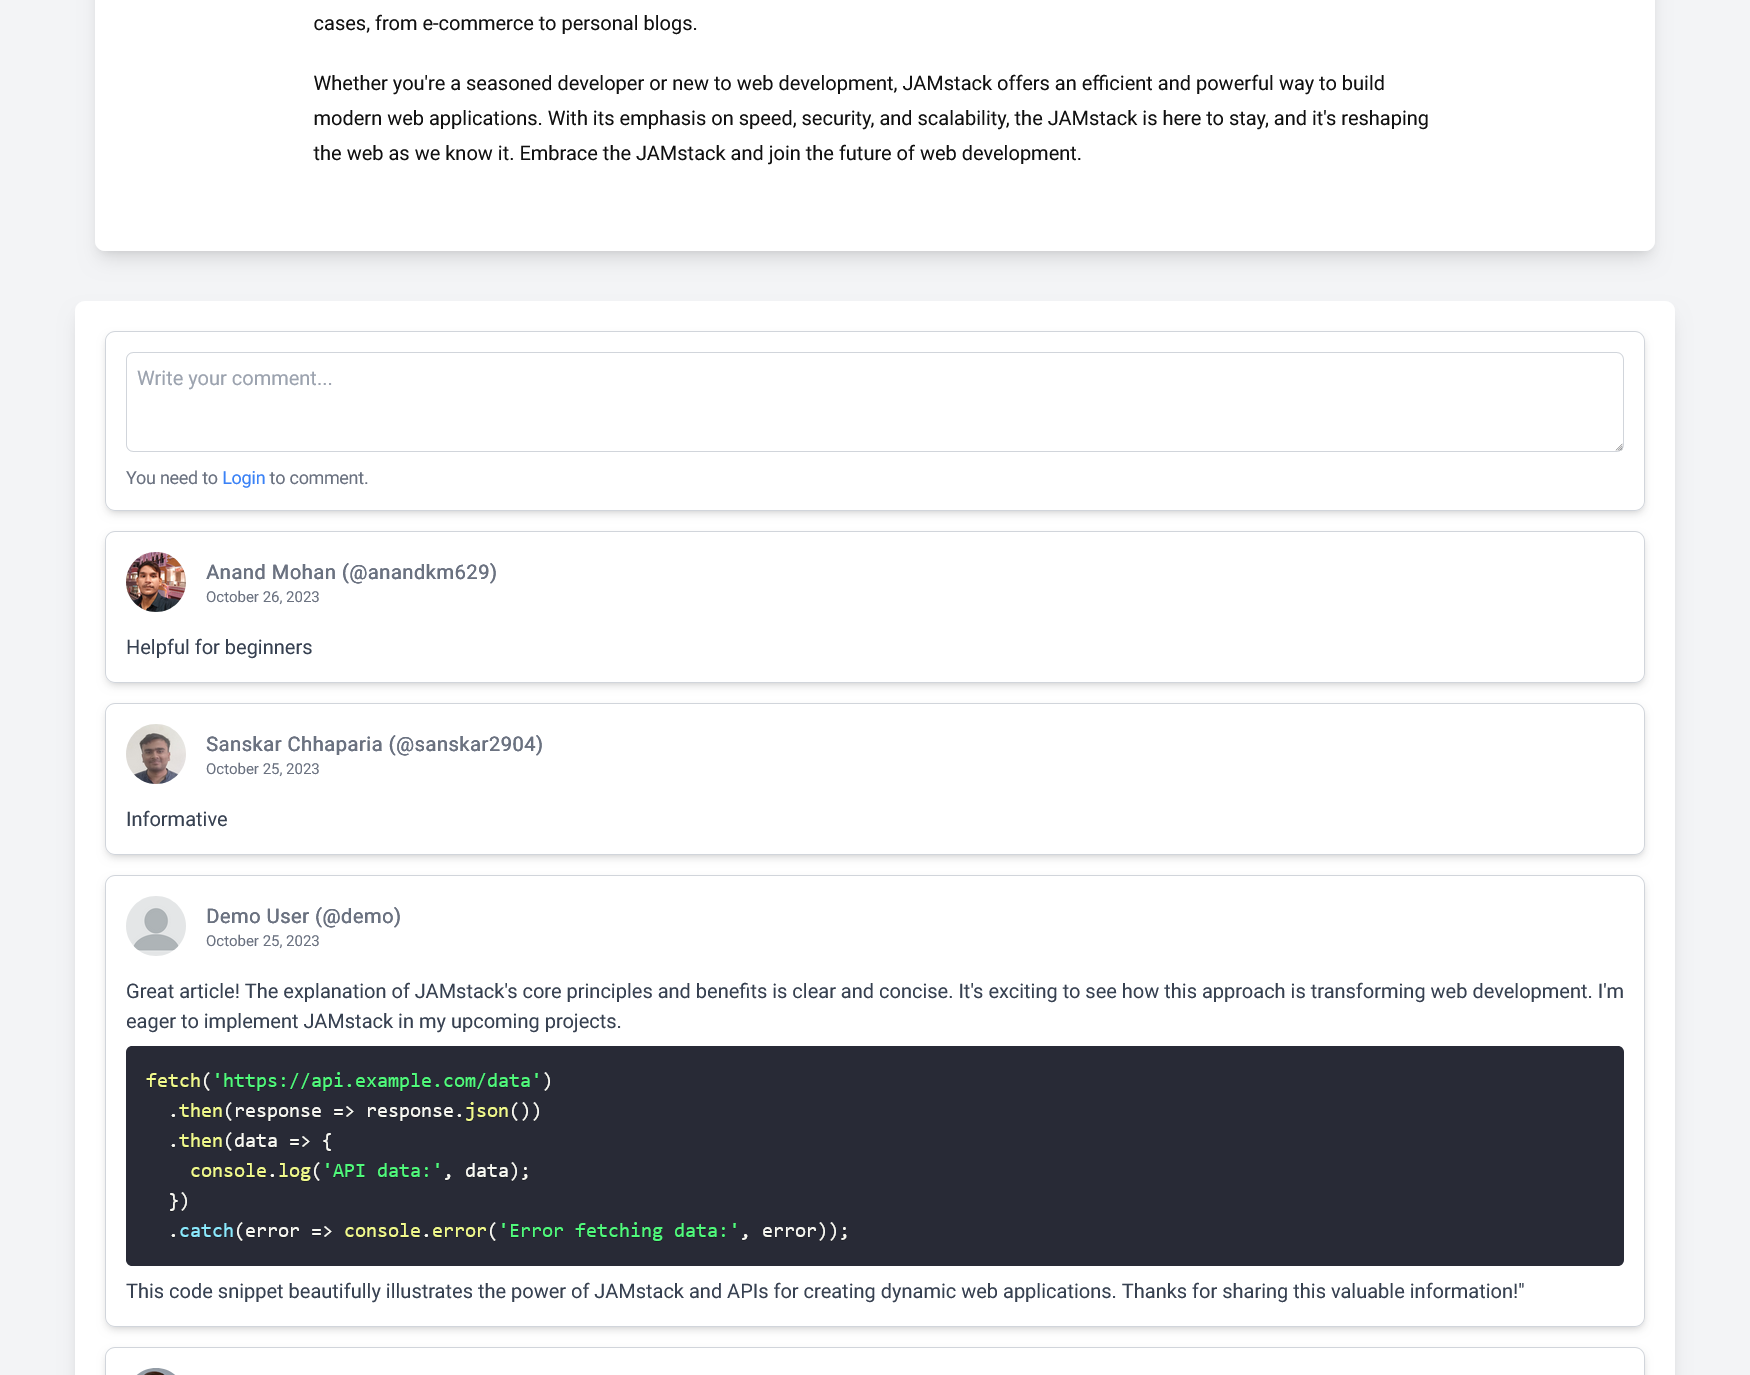 cases, from e-commerce to personal blogs.
Whether you're a seasoned developer or new to web development, JAMstack offers an efficient and powerful way to build
modern web applications. With its emphasis on speed, security, and scalability, the JAMstack is here to stay, and it's reshaping
the web as we know it. Embrace the JAMstack and join the future of web development.
Write your comment...
You need to Login to comment.
Anand Mohan (@anandkm629)
October 26, 2023
Helpful for beginners
Sanskar Chhaparia (@sanskar2904)
October 25, 2023
Informative
Demo User (@demo)
October 25, 2023
Great article! The explanation of JAMstack's core principles and benefits is clear and concise. It's exciting to see how this approach is transforming web development. I'm
eager to implement JAMstack in my upcoming projects.
fetch('https://api.example.com/data')
  .then(response => response.json())
  .then(data => {
    console.log('API data:', data);
  })
  .catch(error => console.error('Error fetching data:', error));
This code snippet beautifully illustrates the power of JAMstack and APIs for creating dynamic web applications. Thanks for sharing this valuable information!"